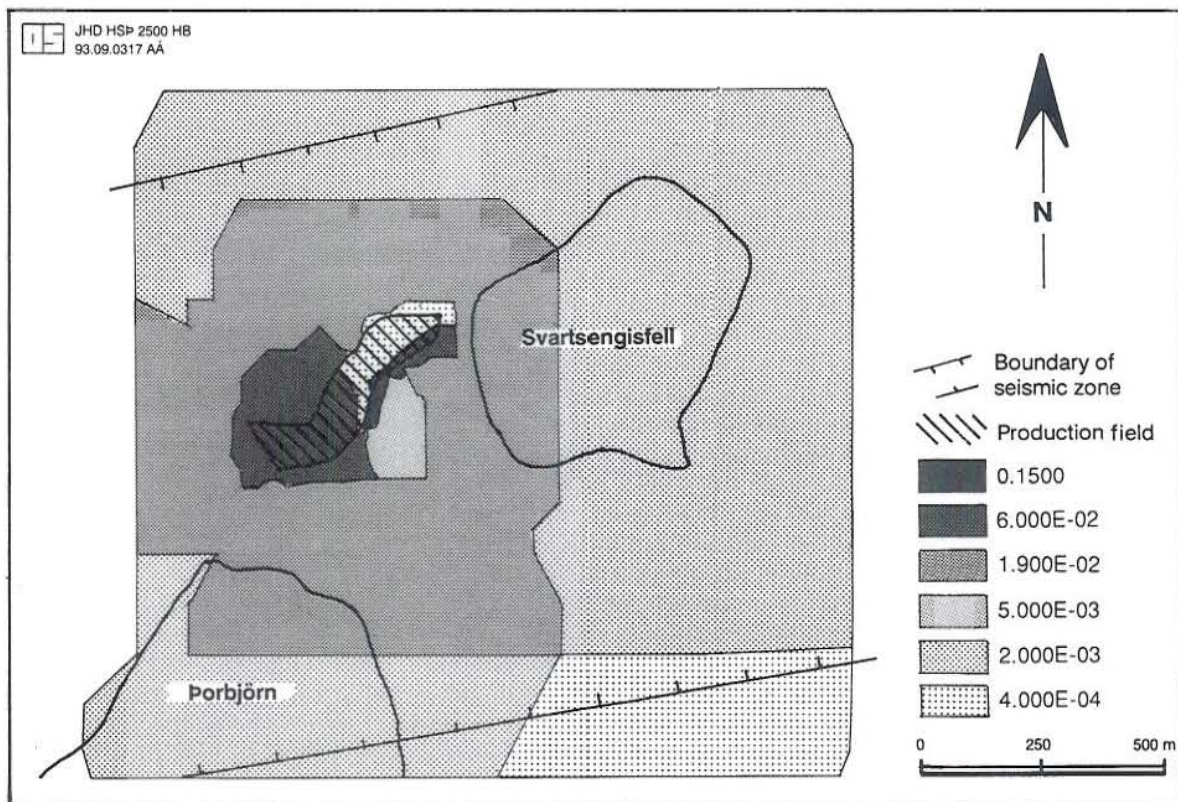 OS
JHD HSÞ 2500 HB
93.09.0317 AÁ
N
Svartsengisfell
Þorbjörn
Boundary of
seismic zone
Production field
0.1500
6.000E-02
1.900E-02
5.000E-03
2.000E-03
4.000E-04
0 250 500 m